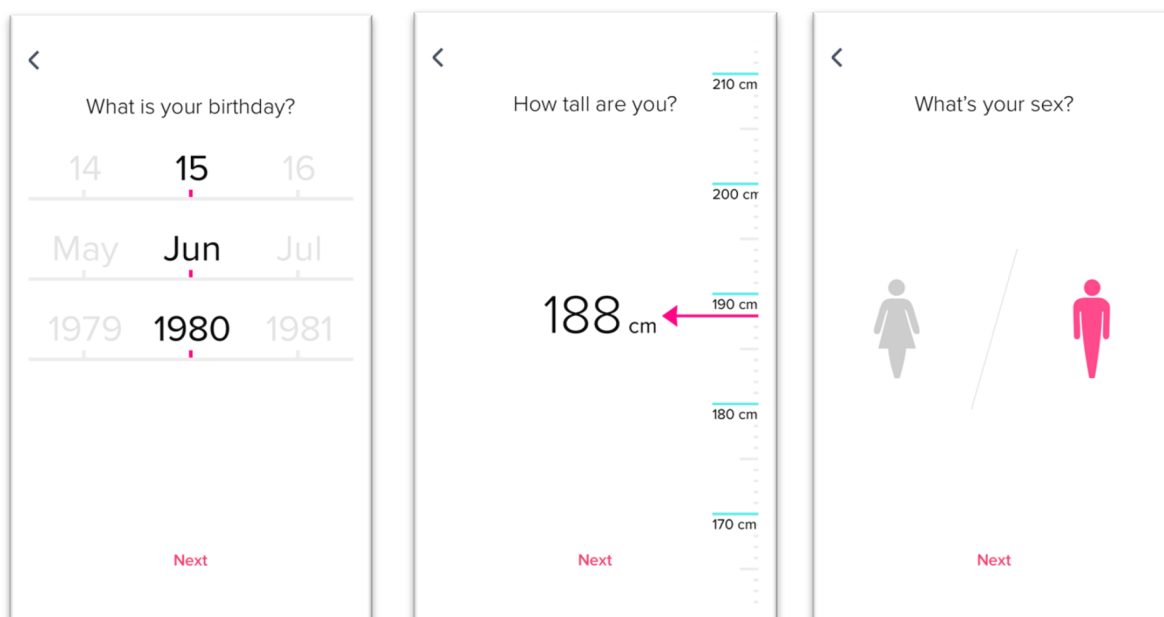 What is your birthday?
14 15 16
May Jun Jul
1979 1980 1981
Next
How tall are you?
210 cm
200 cm
188 cm
190 cm
180 cm
170 cm
Next
What's your sex?
Next